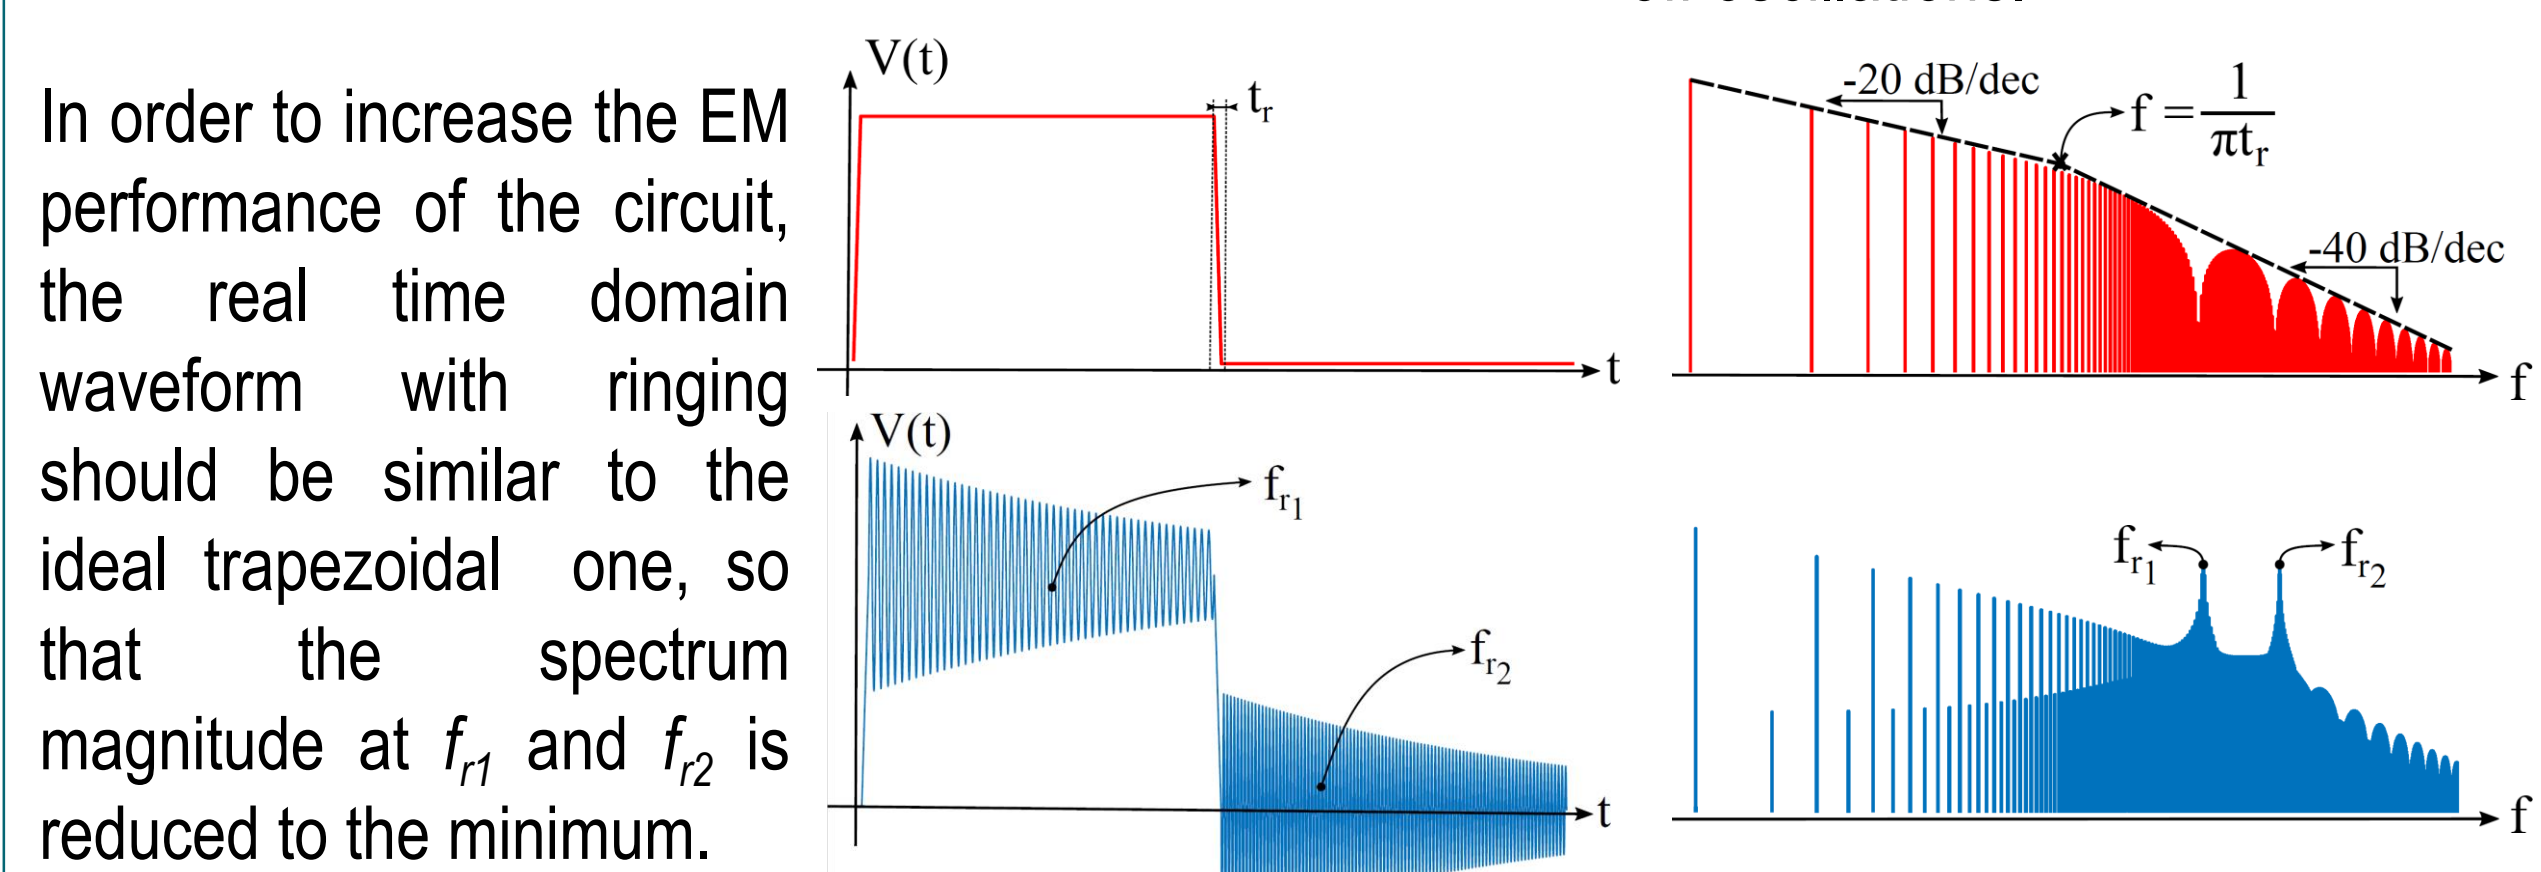 In order to increase the EM
performance of the circuit,
the real time domain
waveform with ringing
should be similar to the
ideal trapezoidal one, so
that the spectrum
magnitude at fr1 and fr2 is
reduced to the minimum.
V(t)
tr
t
-20 dB/dec
f = 1/πtr
-40 dB/dec
f
V(t)
fr1
fr2
t
fr1
fr2
f